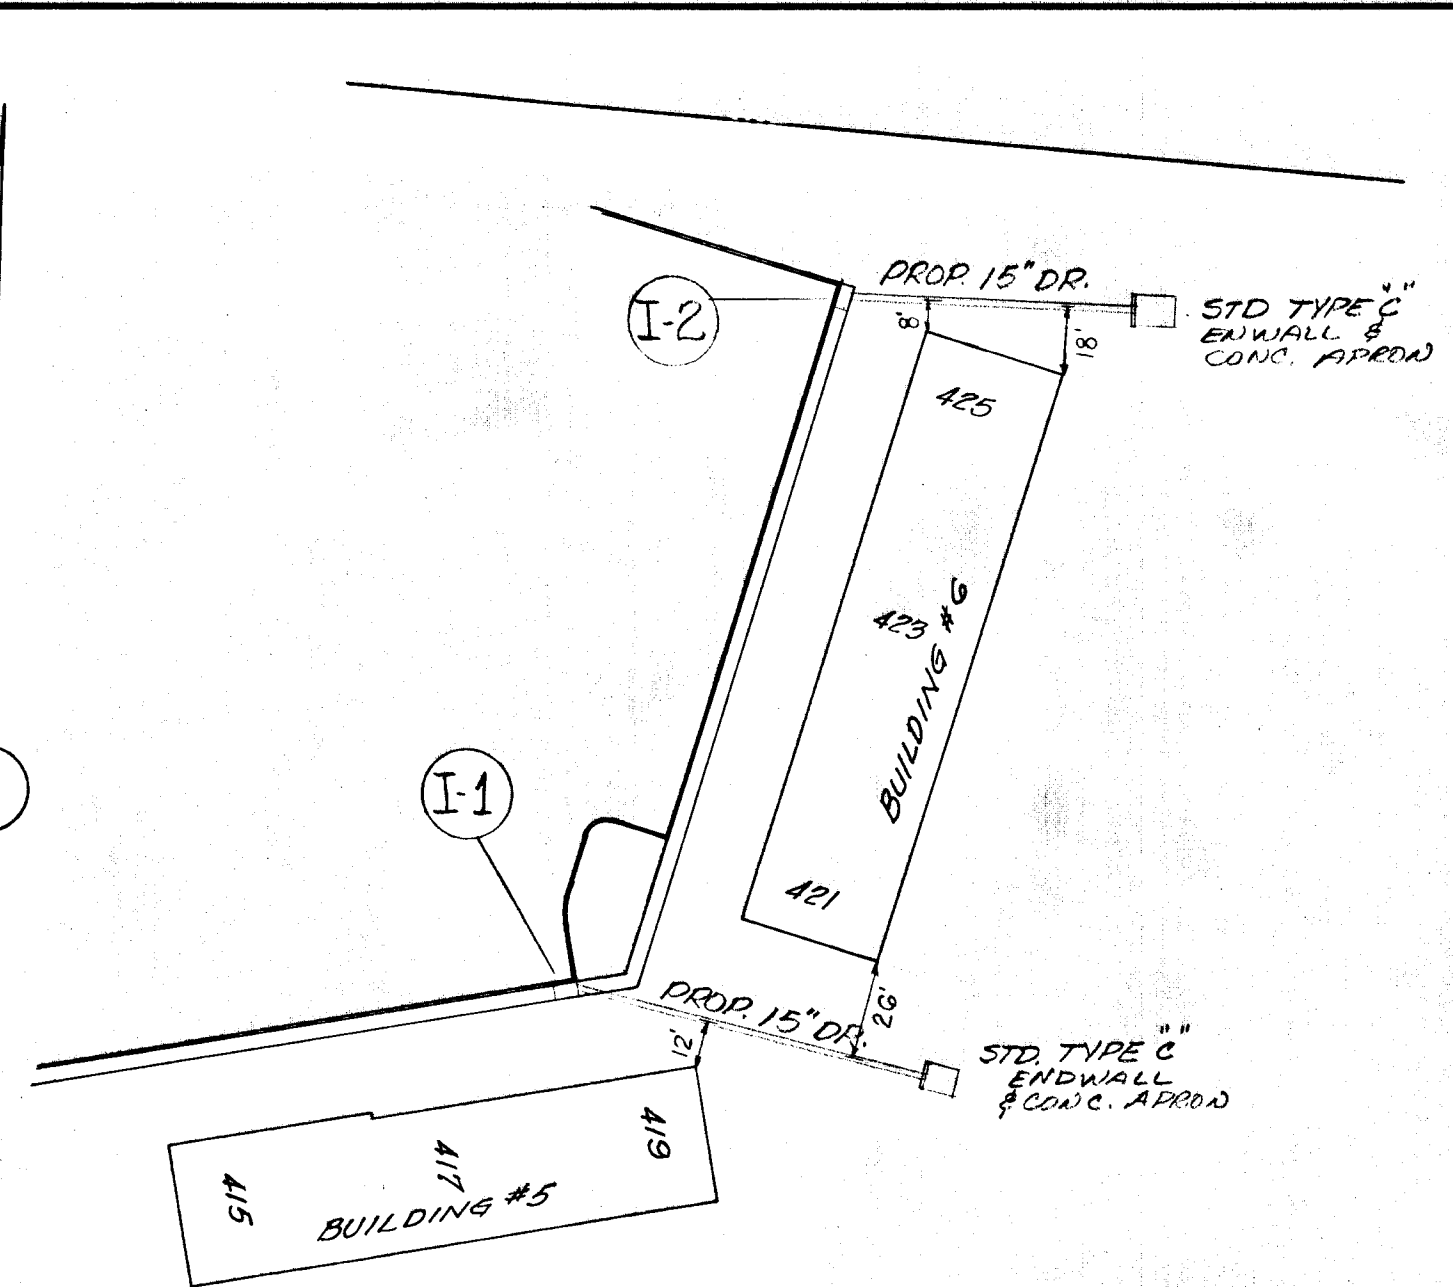 PROP. 15" DR.
I-2
8'
18'
STD TYPE "C"
ENWALL &
CONC. APRON
425
423
BUILDING #6
421
I-1
PROP. 15" DR.
12'
26'
STD. TYPE "C"
ENDWALL
& CONC. APRON
419
417
415
BUILDING #5